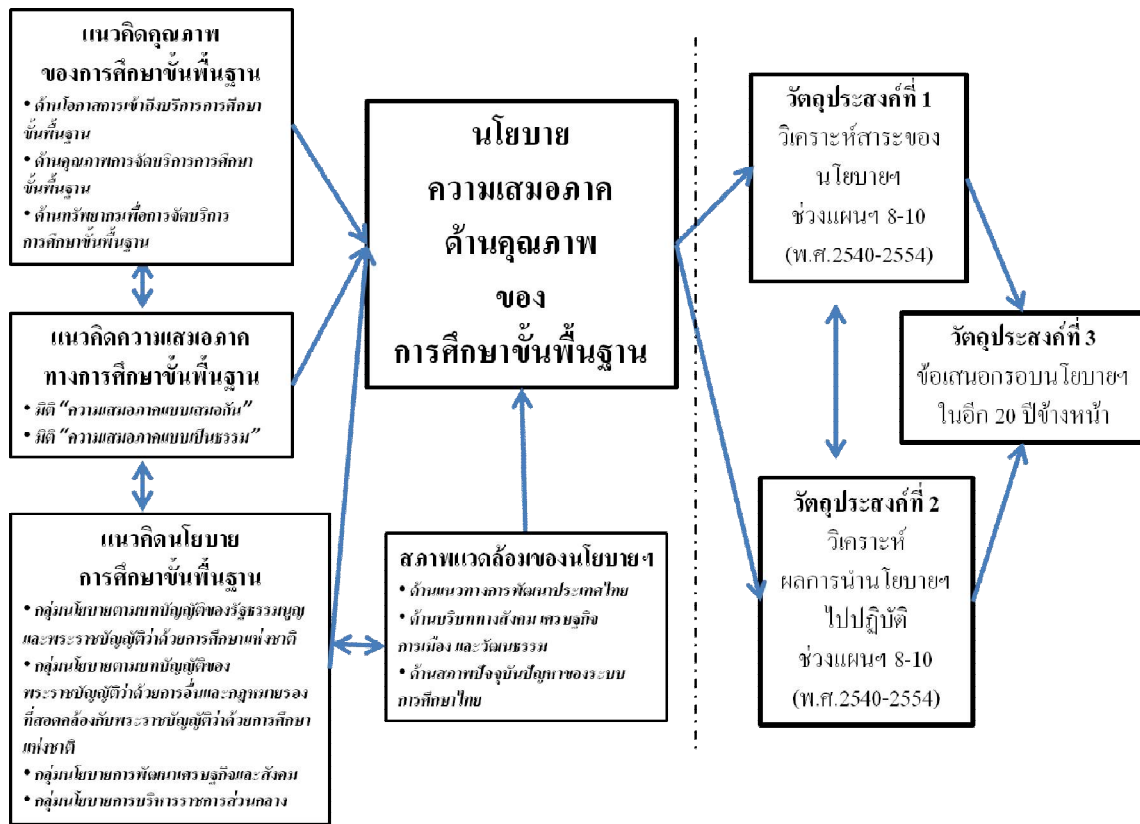 แนวคิดคุณภาพ
ของการศึกษาขั้นพื้นฐาน
• ด้านโอกาสการเข้าถึงบริการการศึกษา
ขั้นพื้นฐาน
• ด้านคุณภาพการจัดบริการการศึกษา
ขั้นพื้นฐาน
• ด้านทรัพยากรเพื่อการจัดบริการ
การศึกษาขั้นพื้นฐาน
แนวคิดความเสมอภาค
ทางการศึกษาขั้นพื้นฐาน
• มิติ “ความเสมอภาคแบบเสมอกัน”
• มิติ “ความเสมอภาคแบบเป็นธรรม”
แนวคิดนโยบาย
การศึกษาขั้นพื้นฐาน
• กลุ่มนโยบายตามบทบัญญัติของรัฐธรรมนูญ
และพระราชบัญญัติว่าด้วยการศึกษาแห่งชาติ
• กลุ่มนโยบายตามบทบัญญัติของ
พระราชบัญญัติว่าด้วยการอื่นและกฎหมายรอง
ที่สอดคล้องกับพระราชบัญญัติว่าด้วยการศึกษา
แห่งชาติ
• กลุ่มนโยบายการพัฒนาเศรษฐกิจและสังคม
• กลุ่มนโยบายการบริหารราชการส่วนกลาง
นโยบาย
ความเสมอภาค
ด้านคุณภาพ
ของ
การศึกษาขั้นพื้นฐาน
สภาพแวดล้อมของนโยบายฯ
• ด้านแนวทางการพัฒนาประเทศไทย
• ด้านบริบททางสังคม เศรษฐกิจ
การเมือง และวัฒนธรรม
• ด้านสภาพปัจจุบันปัญหาของระบบ
การศึกษาไทย
วัตถุประสงค์ที่ 1
วิเคราะห์สาระของ
นโยบายฯ
ช่วงแผนฯ 8-10
(พ.ศ.2540-2554)
วัตถุประสงค์ที่ 2
วิเคราะห์
ผลการนำนโยบายฯ
ไปปฏิบัติ
ช่วงแผนฯ 8-10
(พ.ศ.2540-2554)
วัตถุประสงค์ที่ 3
ข้อเสนอกรอบนโยบายฯ
ในอีก 20 ปีข้างหน้า